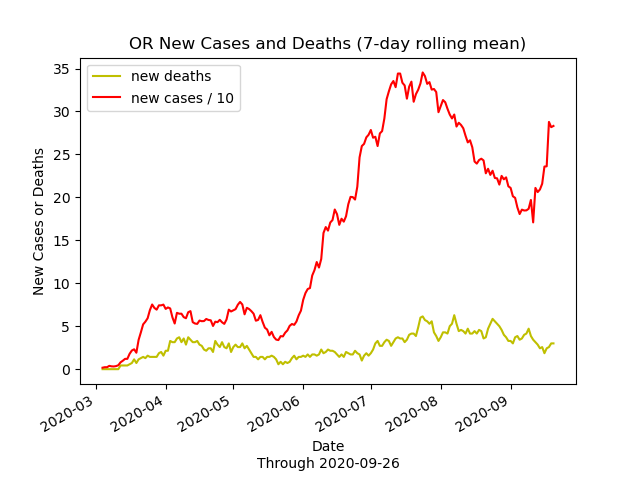 OR New Cases and Deaths (7-day rolling mean)
new deaths
new cases / 10
35
30
25
20
15
10
5
0
New Cases or Deaths
2020-03
2020-04
2020-05
2020-06
2020-07
2020-08
2020-09
Date
Through 2020-09-26